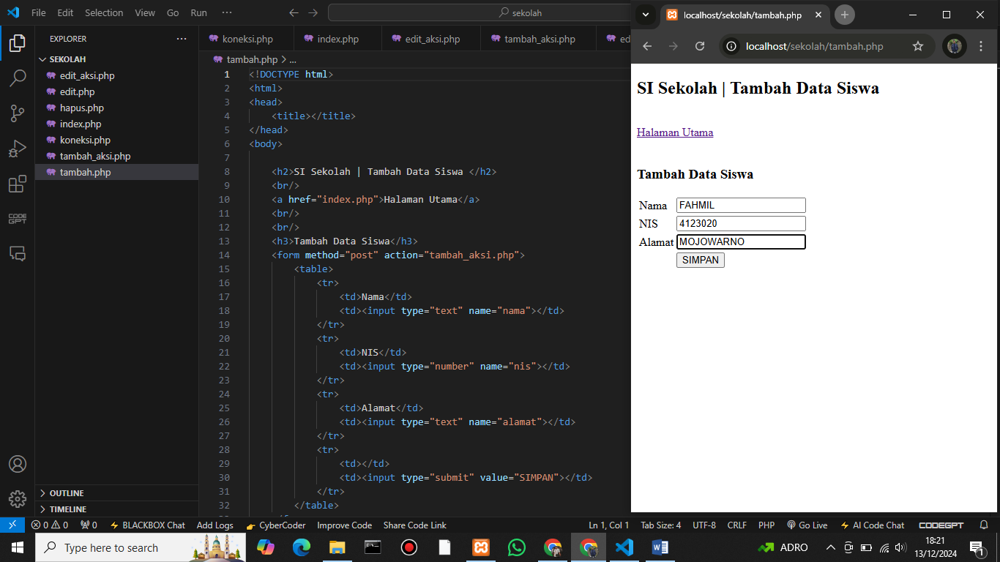 File Edit Selection View Go Run ··· sekolah
EXPLORER ···
SEKOLAH
edit_aksi.php
edit.php
hapus.php
index.php
koneksi.php
tambah_aksi.php
tambah.php
OUTLINE
TIMELINE
koneksi.php index.php edit_aksi.php tambah_aksi.php ed
tambah.php > ...
1 <!DOCTYPE html>
2 <html>
3 <head>
4 <title></title>
5 </head>
6 <body>
7
8 <h2>SI Sekolah | Tambah Data Siswa </h2>
9 <br/>
10 <a href="index.php">Halaman Utama</a>
11 <br/>
12 <br/>
13 <h3>Tambah Data Siswa</h3>
14 <form method="post" action="tambah_aksi.php">
15 <table>
16 <tr>
17 <td>Nama</td>
18 <td><input type="text" name="nama"></td>
19 </tr>
20 <tr>
21 <td>NIS</td>
22 <td><input type="number" name="nis"></td>
23 </tr>
24 <tr>
25 <td>Alamat</td>
26 <td><input type="text" name="alamat"></td>
27 </tr>
28 <tr>
29 <td></td>
30 <td><input type="submit" value="SIMPAN"></td>
31 </tr>
32 </table>
localhost/sekolah/tambah.php
localhost/sekolah/tambah.php
SI Sekolah | Tambah Data Siswa
Halaman Utama
Tambah Data Siswa
Nama FAHMIL
NIS 4123020
Alamat MOJOWARNO
SIMPAN
0 0 0 BLACKBOX Chat Add Logs CyberCoder Improve Code Share Code Link Ln 1, Col 1 Tab Size: 4 UTF-8 CRLF PHP Go Live AI Code Chat CODEGPT
CODE
GPT
Type here to search
ADRO
18:21
13/12/2024
1